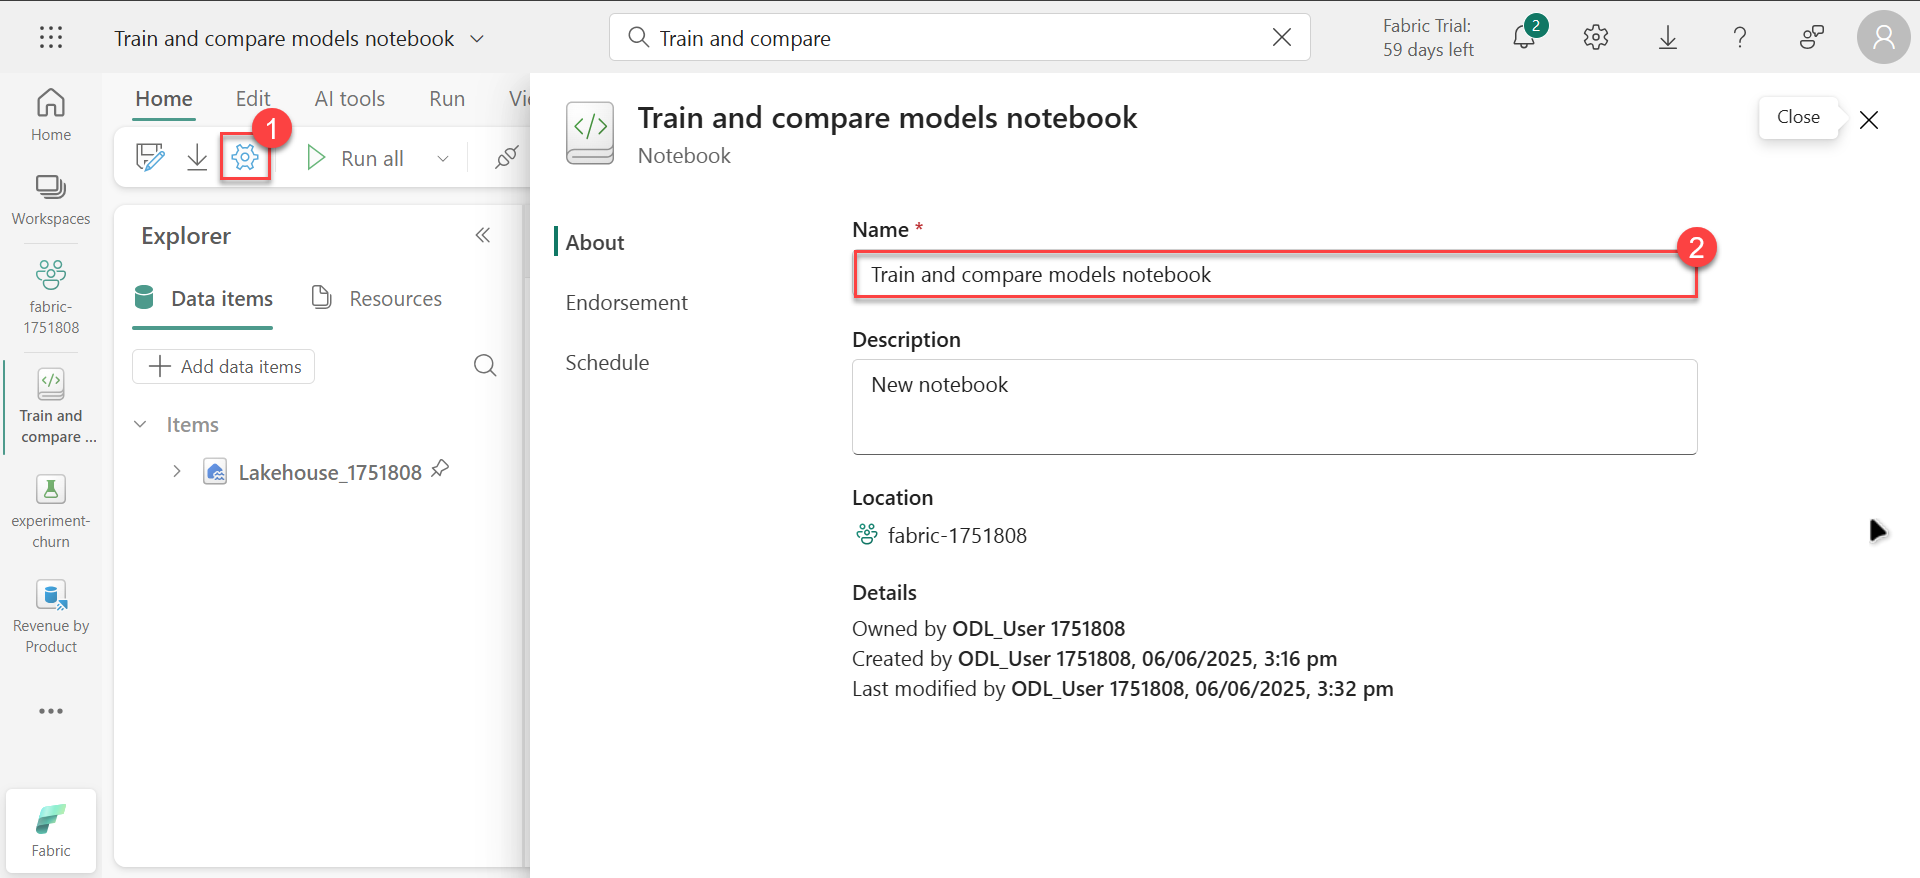 Train and compare models notebook
Train and compare
Fabric Trial:
59 days left
2
Home
Workspaces
fabric-
1751808
Train and
compare ...
experiment-
churn
Revenue by
Product
Fabric
Home Edit AI tools Run
1
Run all
Explorer
Data items
Resources
Add data items
Items
Lakehouse_1751808
Train and compare models notebook
Notebook
Close
About
Endorsement
Schedule
Name *
2
Train and compare models notebook
Description
New notebook
Location
fabric-1751808
Details
Owned by ODL_User 1751808
Created by ODL_User 1751808, 06/06/2025, 3:16 pm
Last modified by ODL_User 1751808, 06/06/2025, 3:32 pm